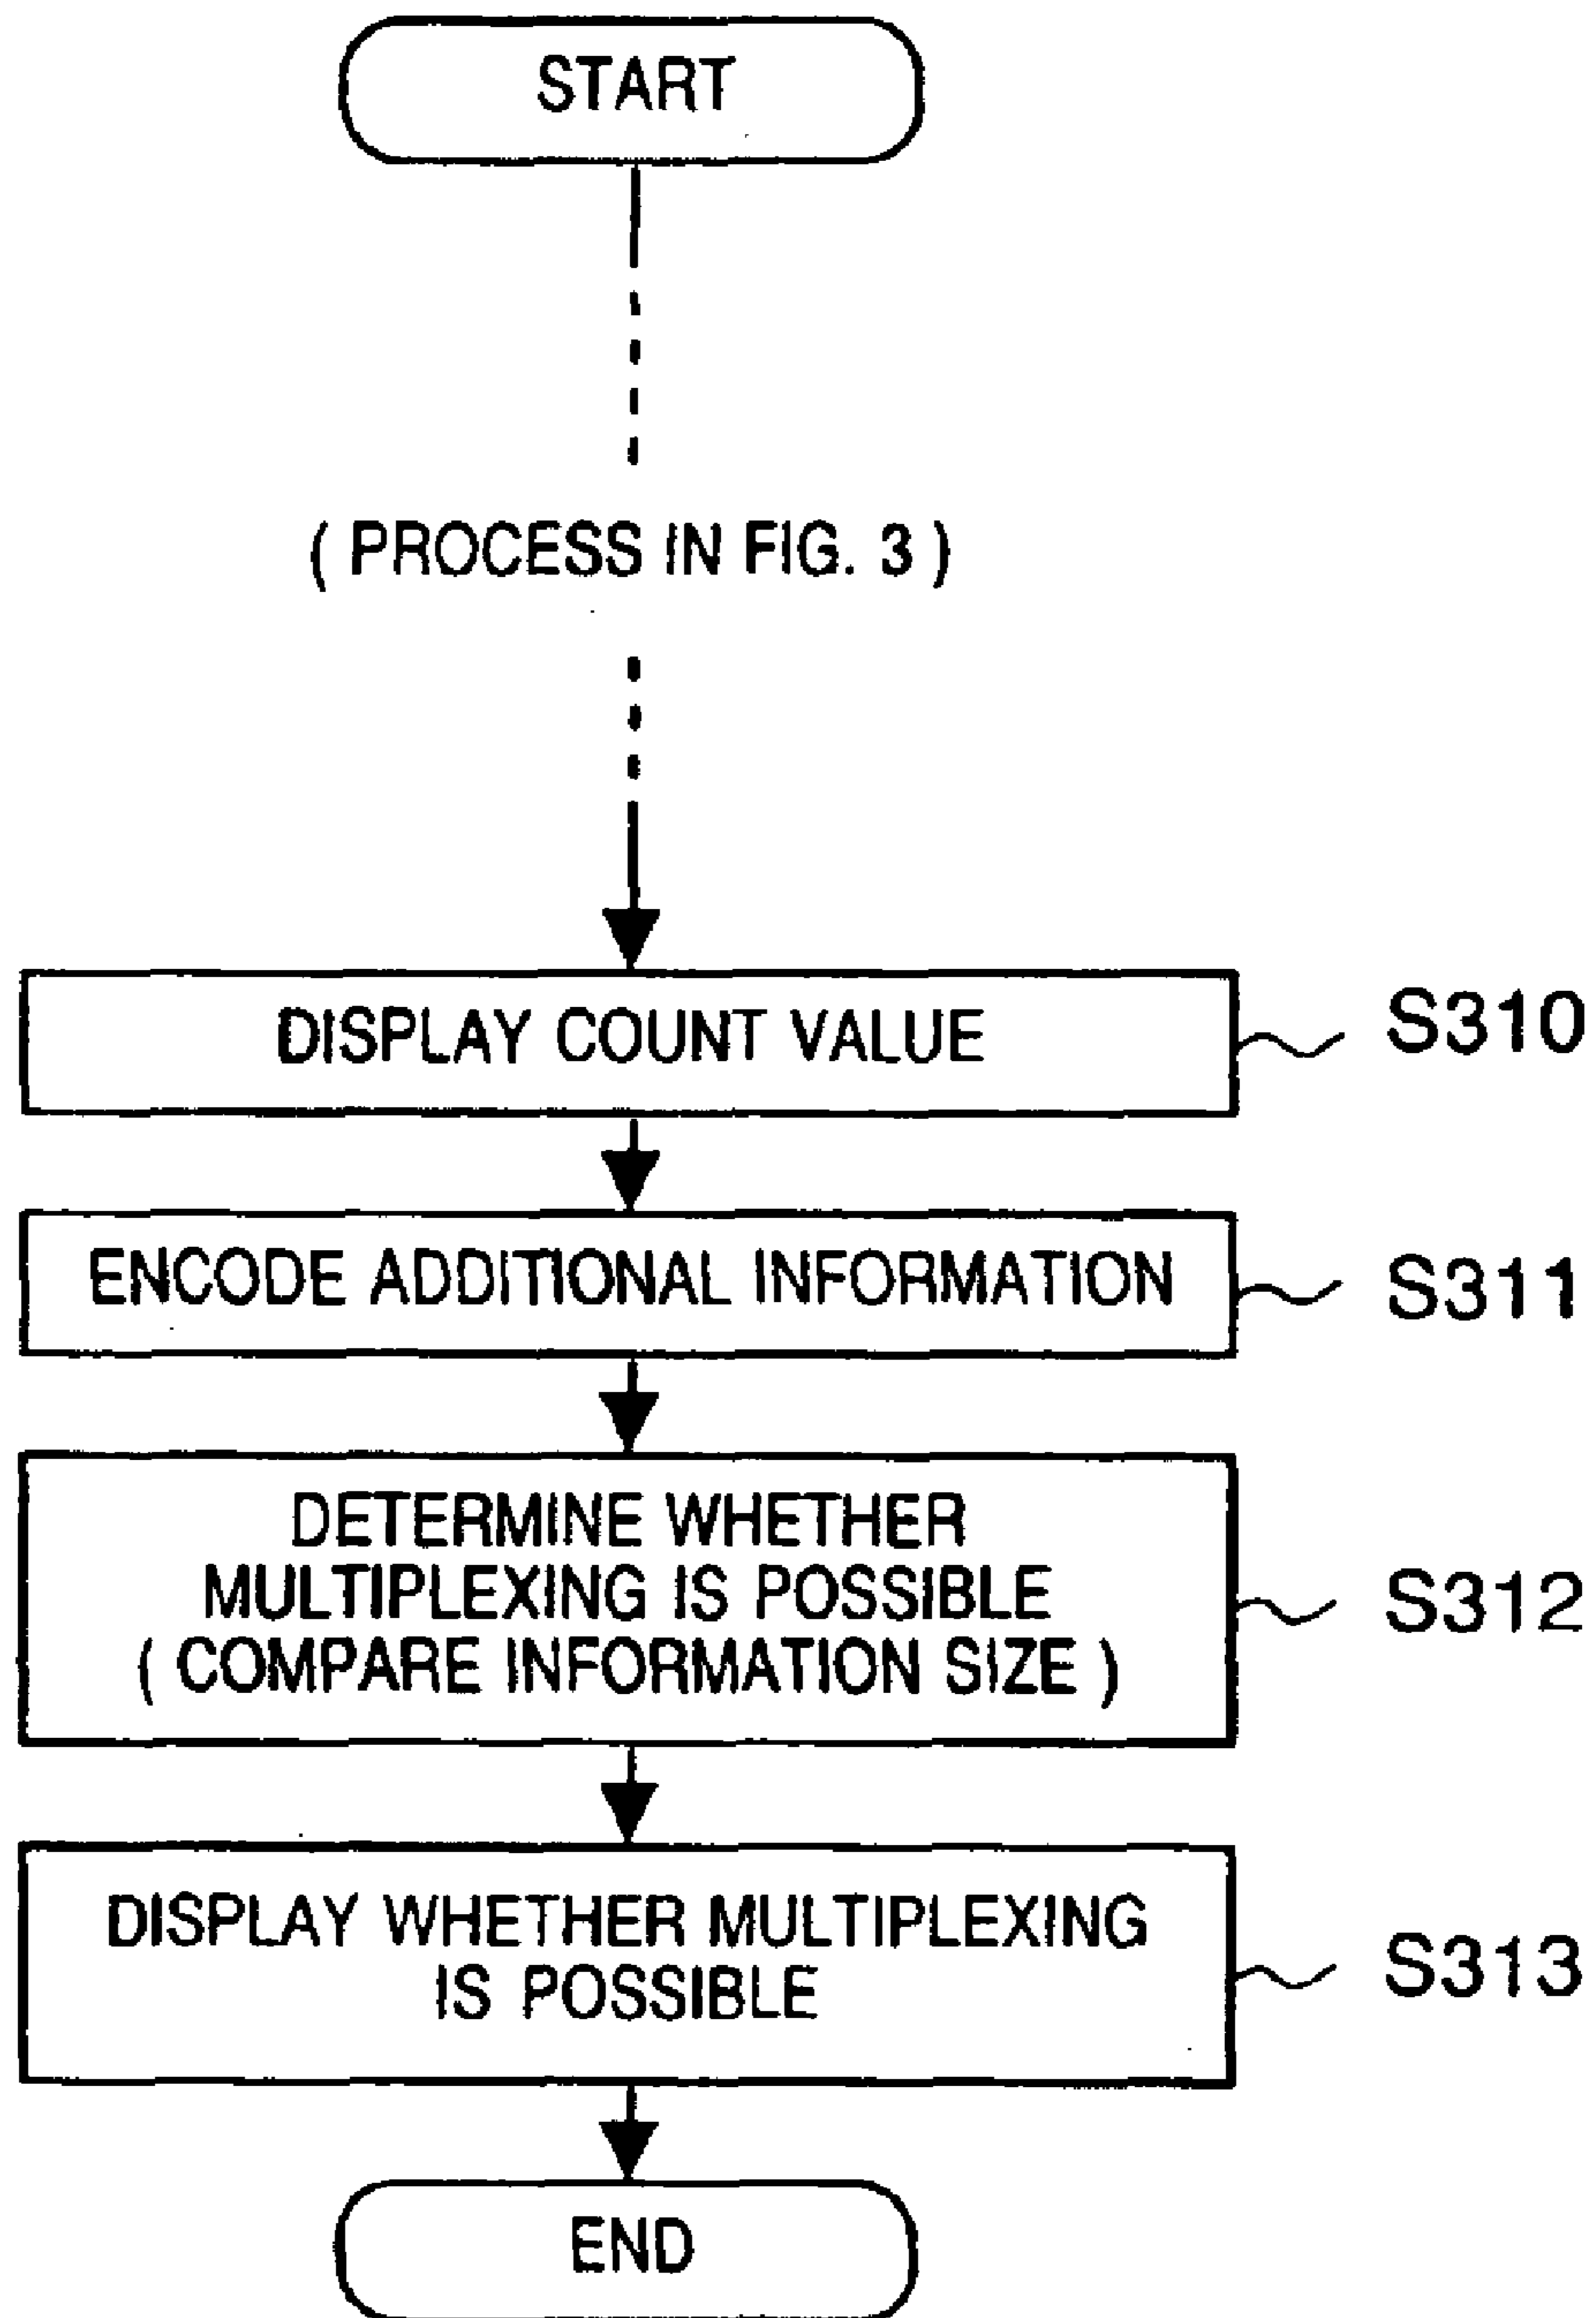 START
( PROCESS IN FIG. 3 )
DISPLAY COUNT VALUE
S310
ENCODE ADDITIONAL INFORMATION
S311
DETERMINE WHETHER
MULTIPLEXING IS POSSIBLE
( COMPARE INFORMATION SIZE )
S312
DISPLAY WHETHER MULTIPLEXING
IS POSSIBLE
S313
END